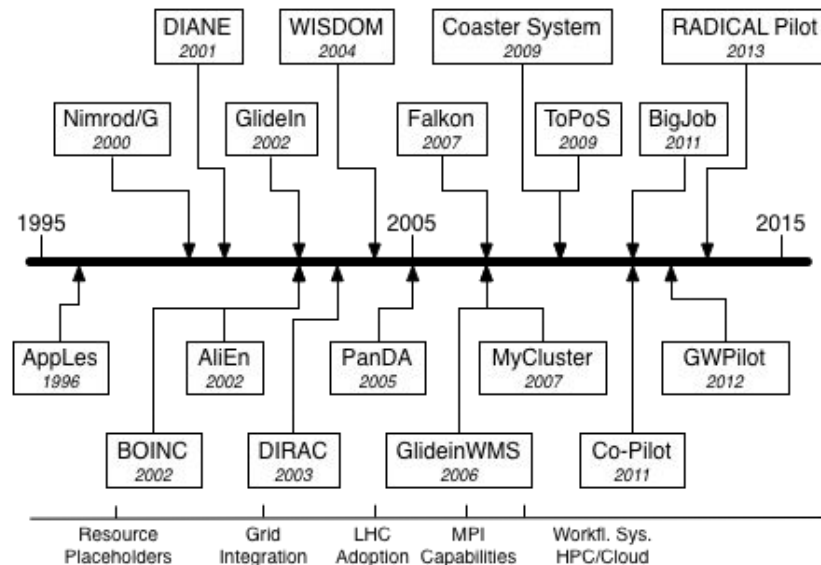 DIANE
2001
WISDOM
2004
Coaster System
2009
RADICAL Pilot
2013
Nimrod/G
2000
GlideIn
2002
Falkon
2007
ToPoS
2009
BigJob
2011
1995
2005
2015
AppLes
1996
AliEn
2002
PanDA
2005
MyCluster
2007
GWPilot
2012
BOINC
2002
DIRAC
2003
GlideinWMS
2006
Co-Pilot
2011
Resource
Placeholders
Grid
Integration
LHC
Adoption
MPI
Capabilities
Workfl. Sys.
HPC/Cloud